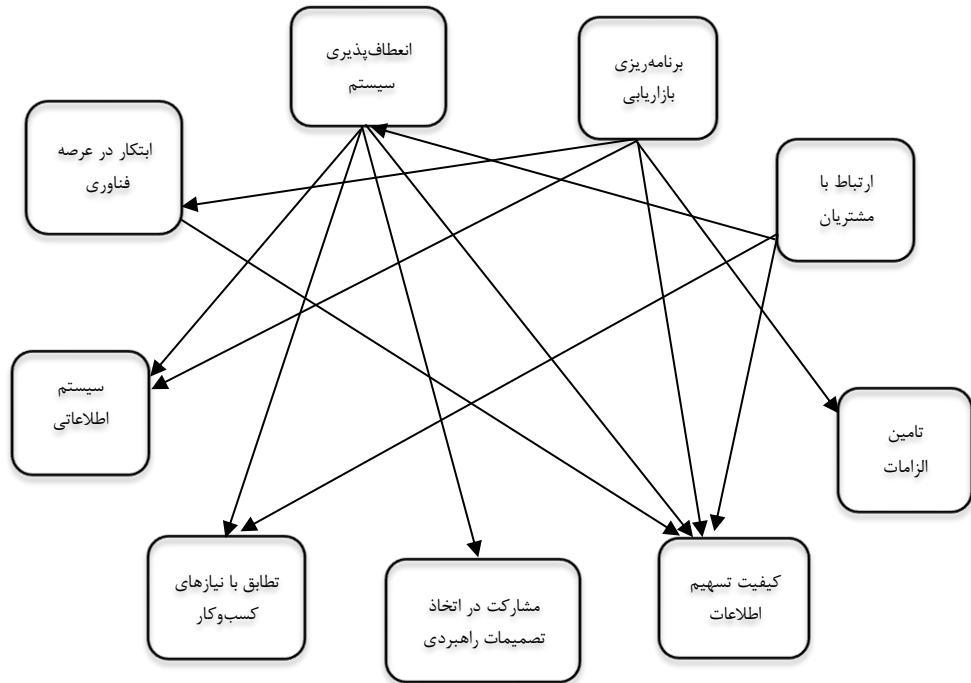 انعطاف‌پذیری
سیستم
برنامه‌ریزی
بازاریابی
ابتکار در عرصه
فناوری
ارتباط با
مشتریان
سیستم
اطلاعاتی
تامین
الزامات
تطابق با نیازهای
کسب‌وکار
مشارکت در اتخاذ
تصمیمات راهبردی
کیفیت تسهیم
اطلاعات